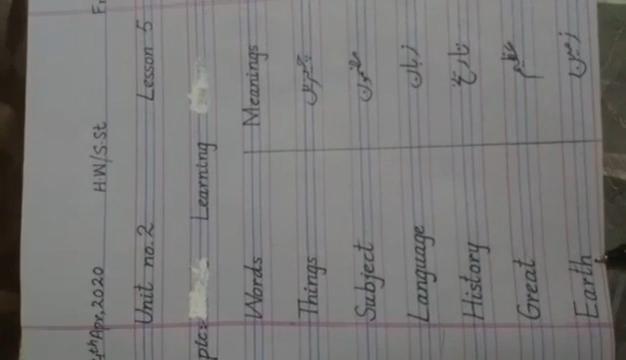 Apr, 2020 H.W/S.St
Unit no. 2 Lesson 5
Learning
Words Meanings
Things چیزیں
Subject مضمون
Language زبان
History تاریخ
Great عظیم
Earth زمین